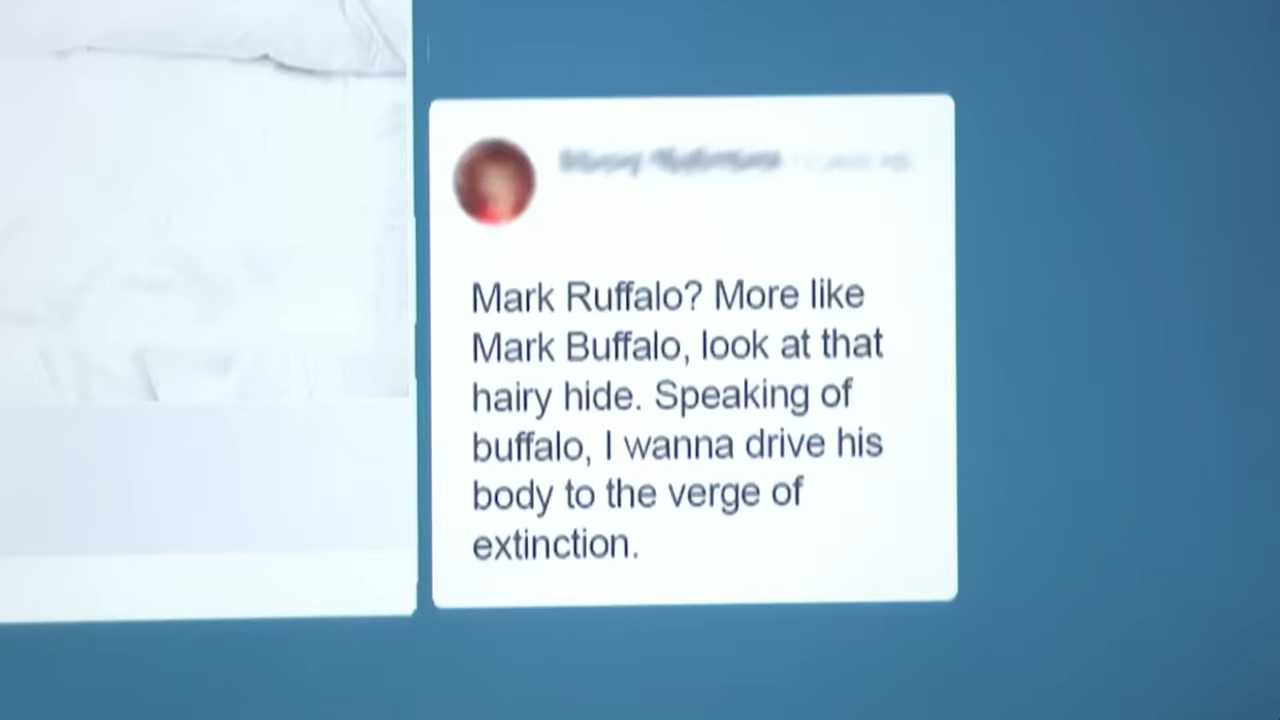 Mark Ruffalo? More like
Mark Buffalo, look at that
hairy hide. Speaking of
buffalo, I wanna drive his
body to the verge of
extinction.